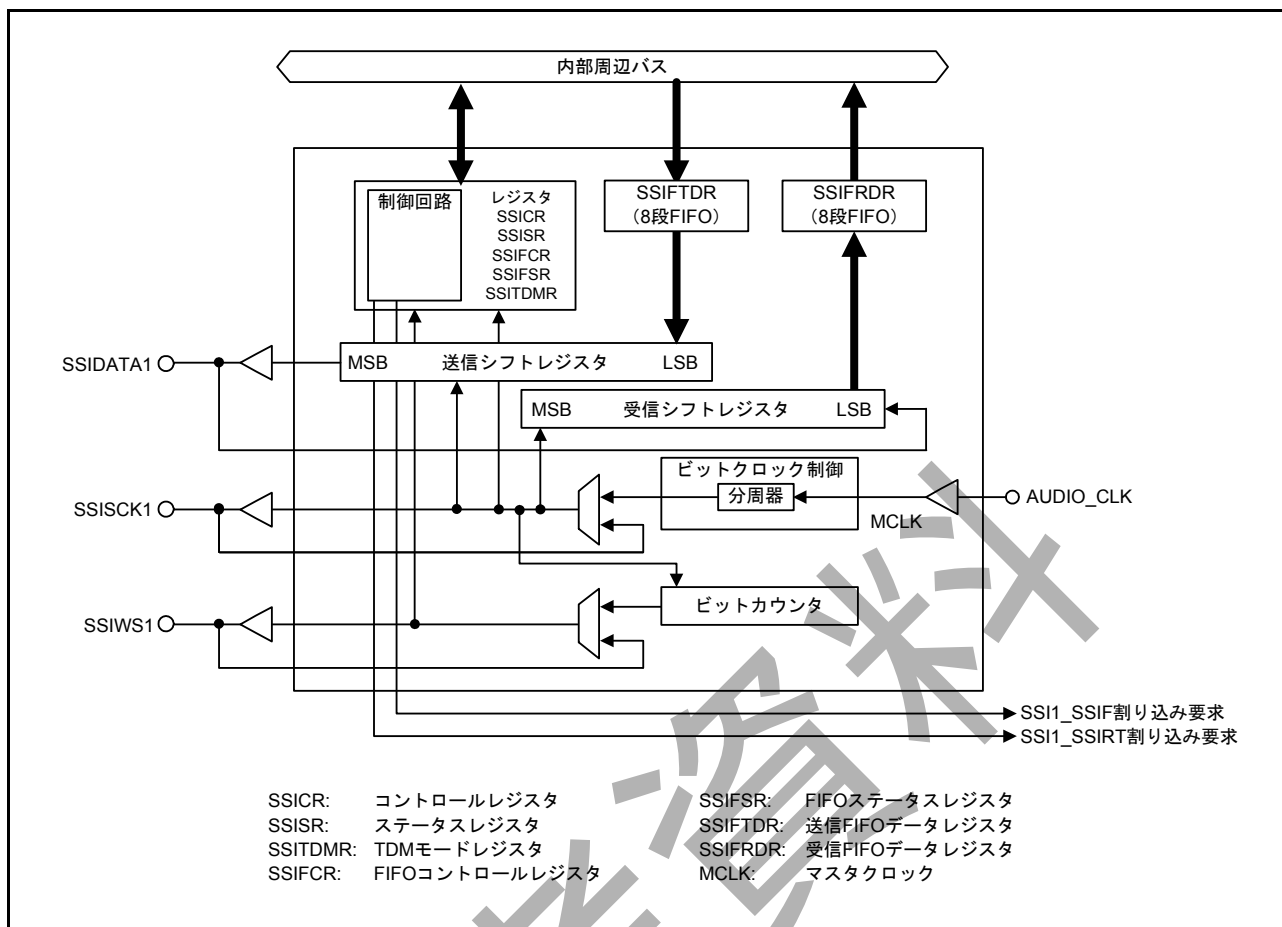 内部周辺バス
制御回路
レジスタ
SSICR
SSISR
SSIFCR
SSIFSR
SSITDMR
SSIFTDR
(8段FIFO)
SSIFRDR
(8段FIFO)
SSIDATA1
MSB 送信シフトレジスタ LSB
MSB 受信シフトレジスタ LSB
ビットクロック制御
分周器
MCLK
AUDIO_CLK
SSISCK1
ビットカウンタ
SSIWS1
SSI1_SSIF割り込み要求
SSI1_SSIRT割り込み要求
SSICR: コントロールレジスタ
SSISR: ステータスレジスタ
SSITDMR: TDMモードレジスタ
SSIFCR: FIFOコントロールレジスタ
SSIFSR: FIFOステータスレジスタ
SSIFTDR: 送信FIFOデータレジスタ
SSIFRDR: 受信FIFOデータレジスタ
MCLK: マスタクロック
資料